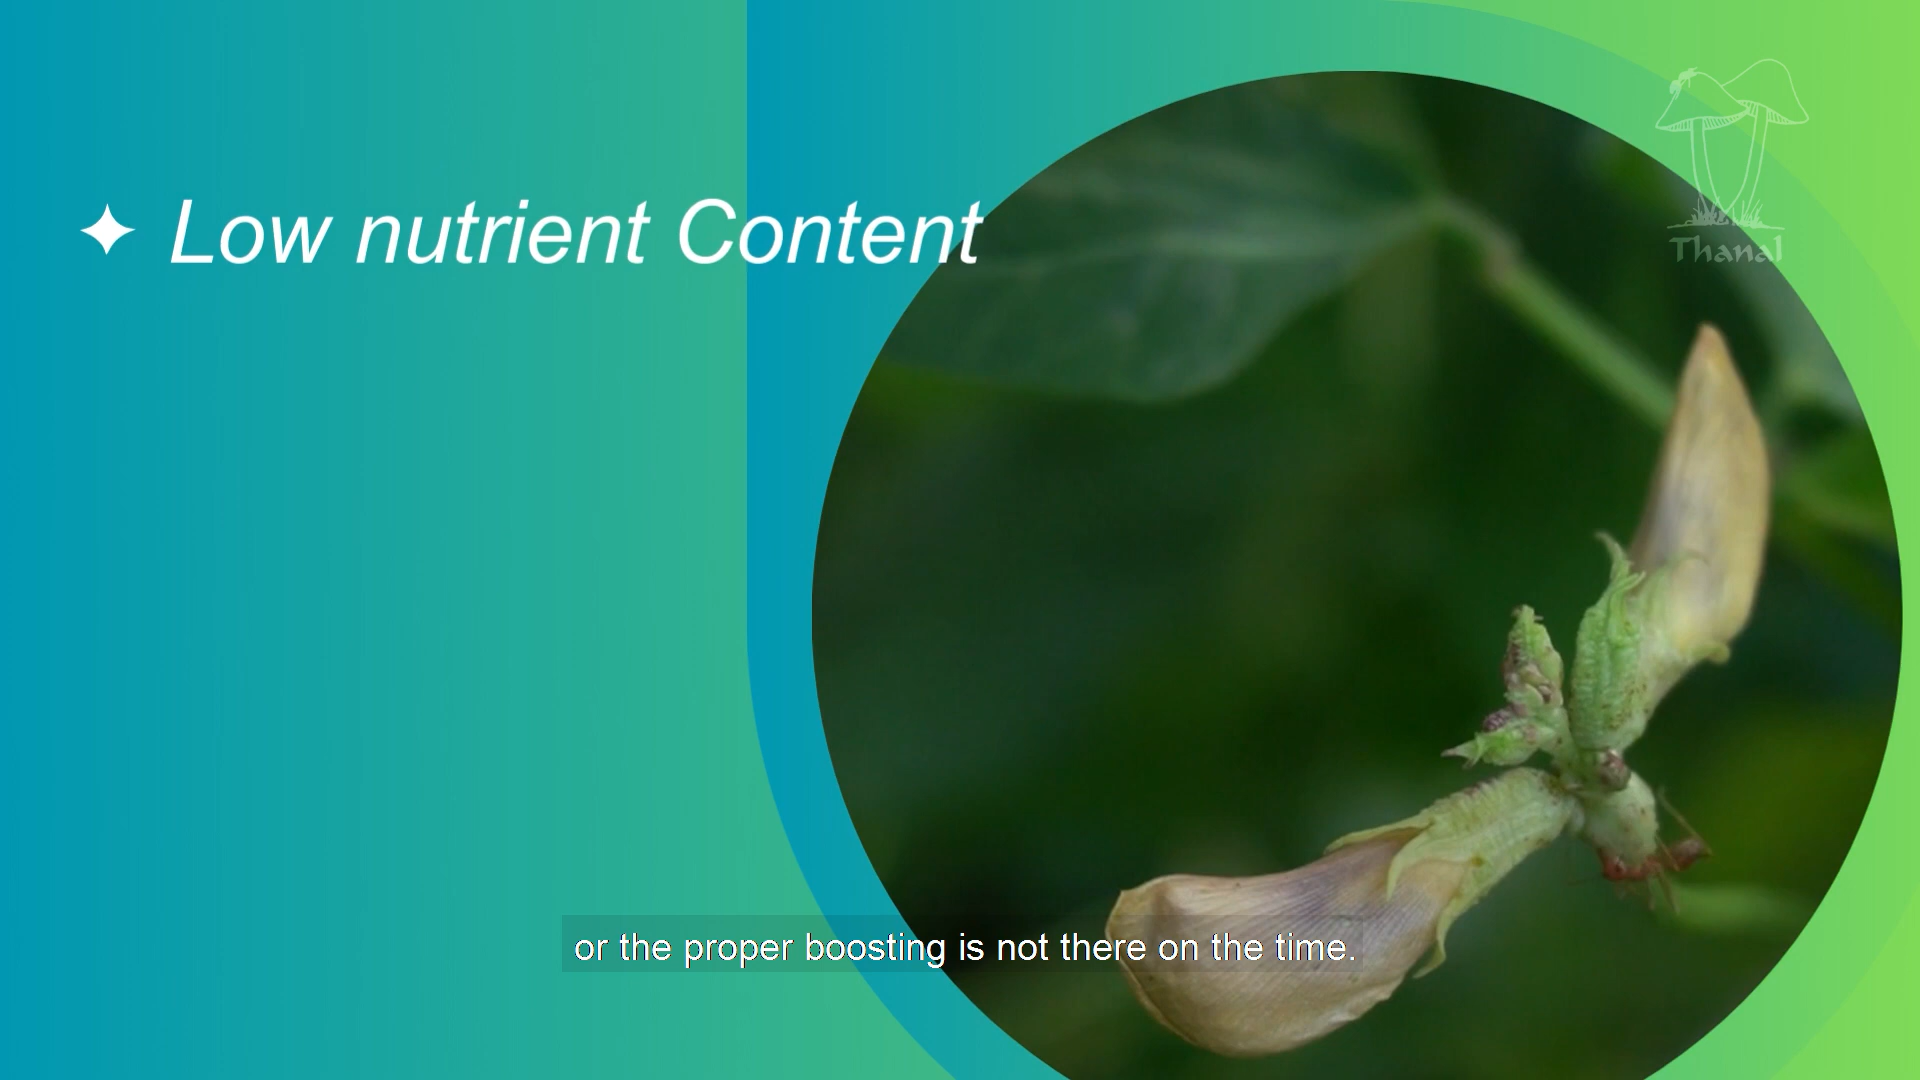 Low nutrient Content
Thanal
or the proper boosting is not there on the time.